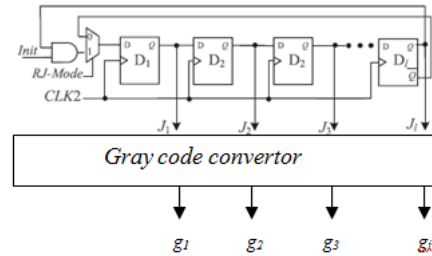 0
1
Init
RJ-Mode
CLK2
D Q
D1
D Q
D2
D Q
D2
D Q
Dl
Q
J1 J2 J3 Jl
Gray code convertor
g1 g2 g3 gi